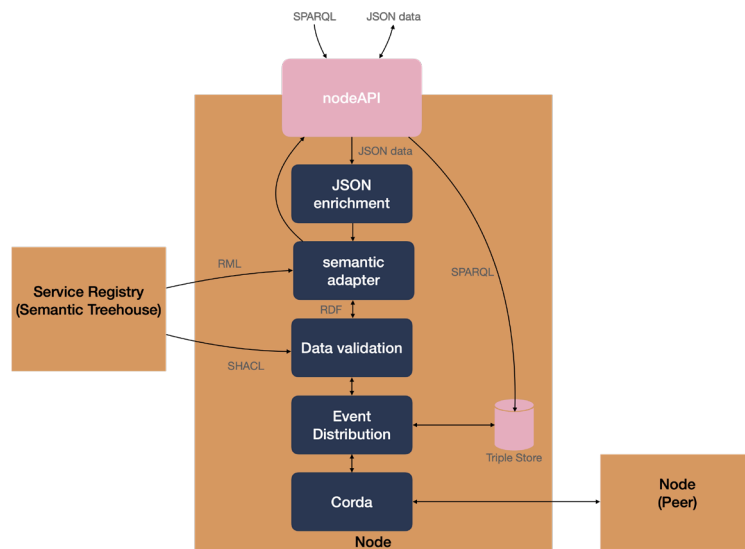 SPARQL
JSON data
nodeAPI
JSON data
JSON
enrichment
RML
semantic
adapter
SPARQL
Service Registry
(Semantic Treehouse)
RDF
Data validation
SHACL
Event
Distribution
Triple Store
Node
(Peer)
Corda
Node